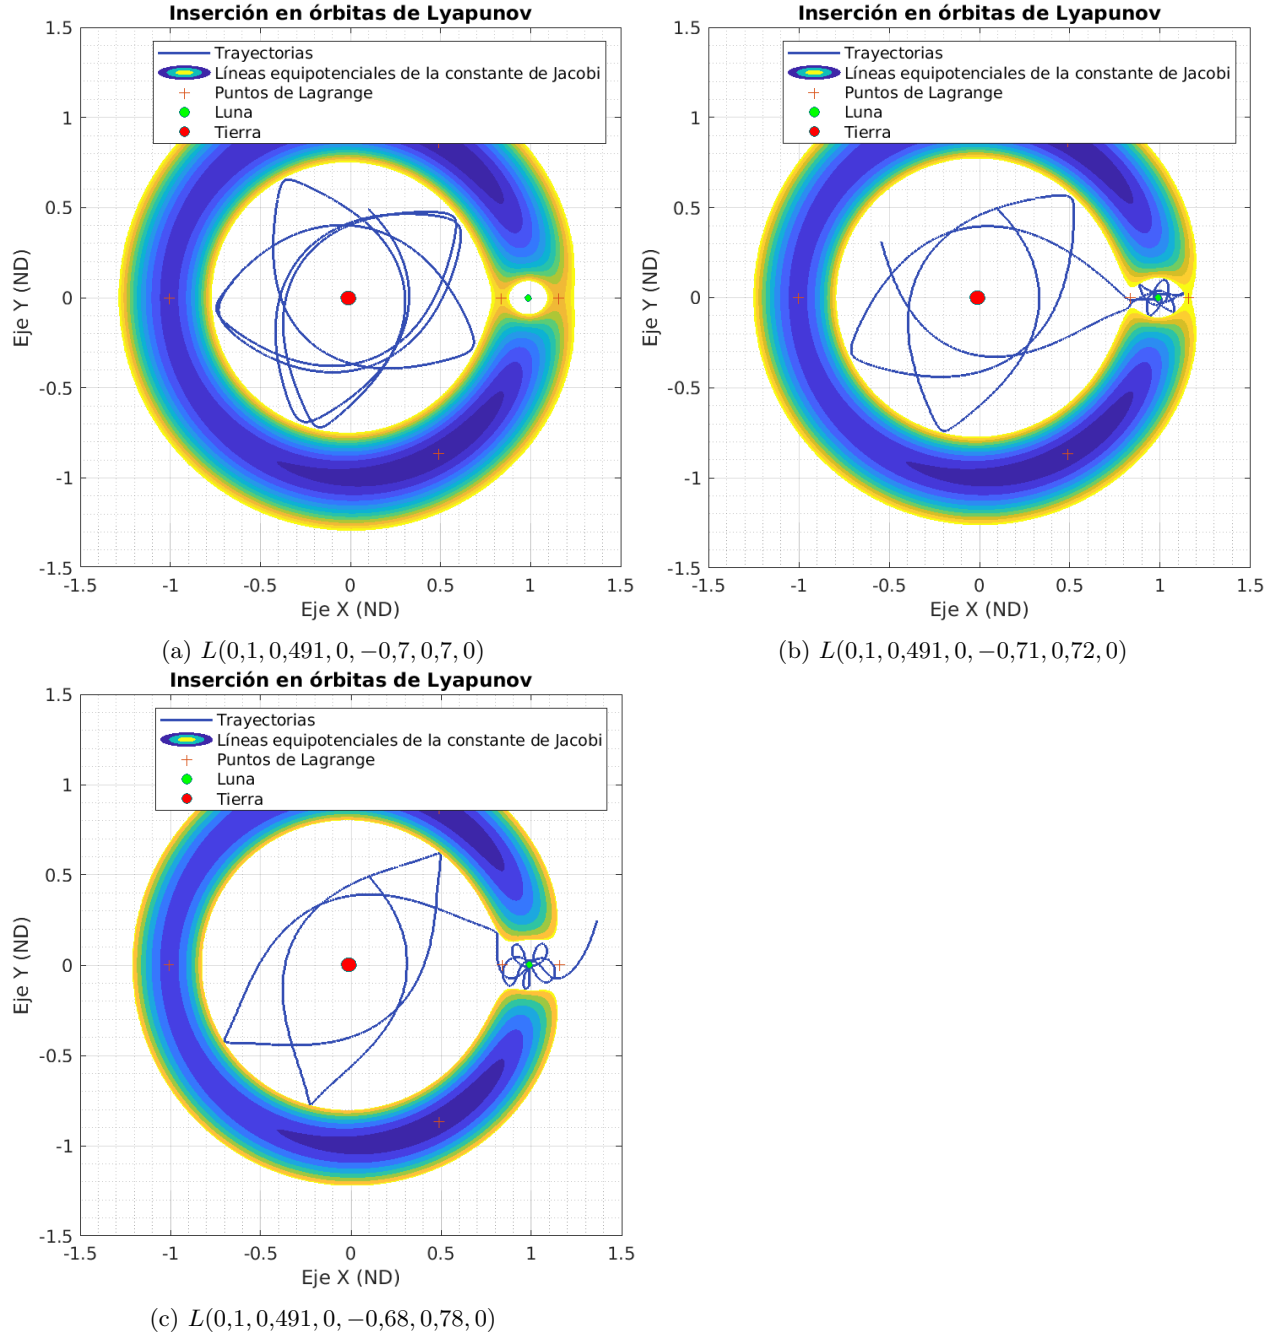 Inserción en órbitas de Lyapunov
Trayectorias
Líneas equipotenciales de la constante de Jacobi
Puntos de Lagrange
Luna
Tierra
1.5
1
0.5
0
-0.5
-1
-1.5
Eje Y (ND)
-1.5
-1
-0.5
0
0.5
1
1.5
Eje X (ND)
(a) L(0,1, 0,491, 0, −0,7, 0,7, 0)
Inserción en órbitas de Lyapunov
Trayectorias
Líneas equipotenciales de la constante de Jacobi
Puntos de Lagrange
Luna
Tierra
1.5
1
0.5
0
-0.5
-1
-1.5
Eje Y (ND)
-1.5
-1
-0.5
0
0.5
1
1.5
Eje X (ND)
(b) L(0,1, 0,491, 0, −0,71, 0,72, 0)
Inserción en órbitas de Lyapunov
Trayectorias
Líneas equipotenciales de la constante de Jacobi
Puntos de Lagrange
Luna
Tierra
1.5
1
0.5
0
-0.5
-1
-1.5
Eje Y (ND)
-1.5
-1
-0.5
0
0.5
1
1.5
Eje X (ND)
(c) L(0,1, 0,491, 0, −0,68, 0,78, 0)